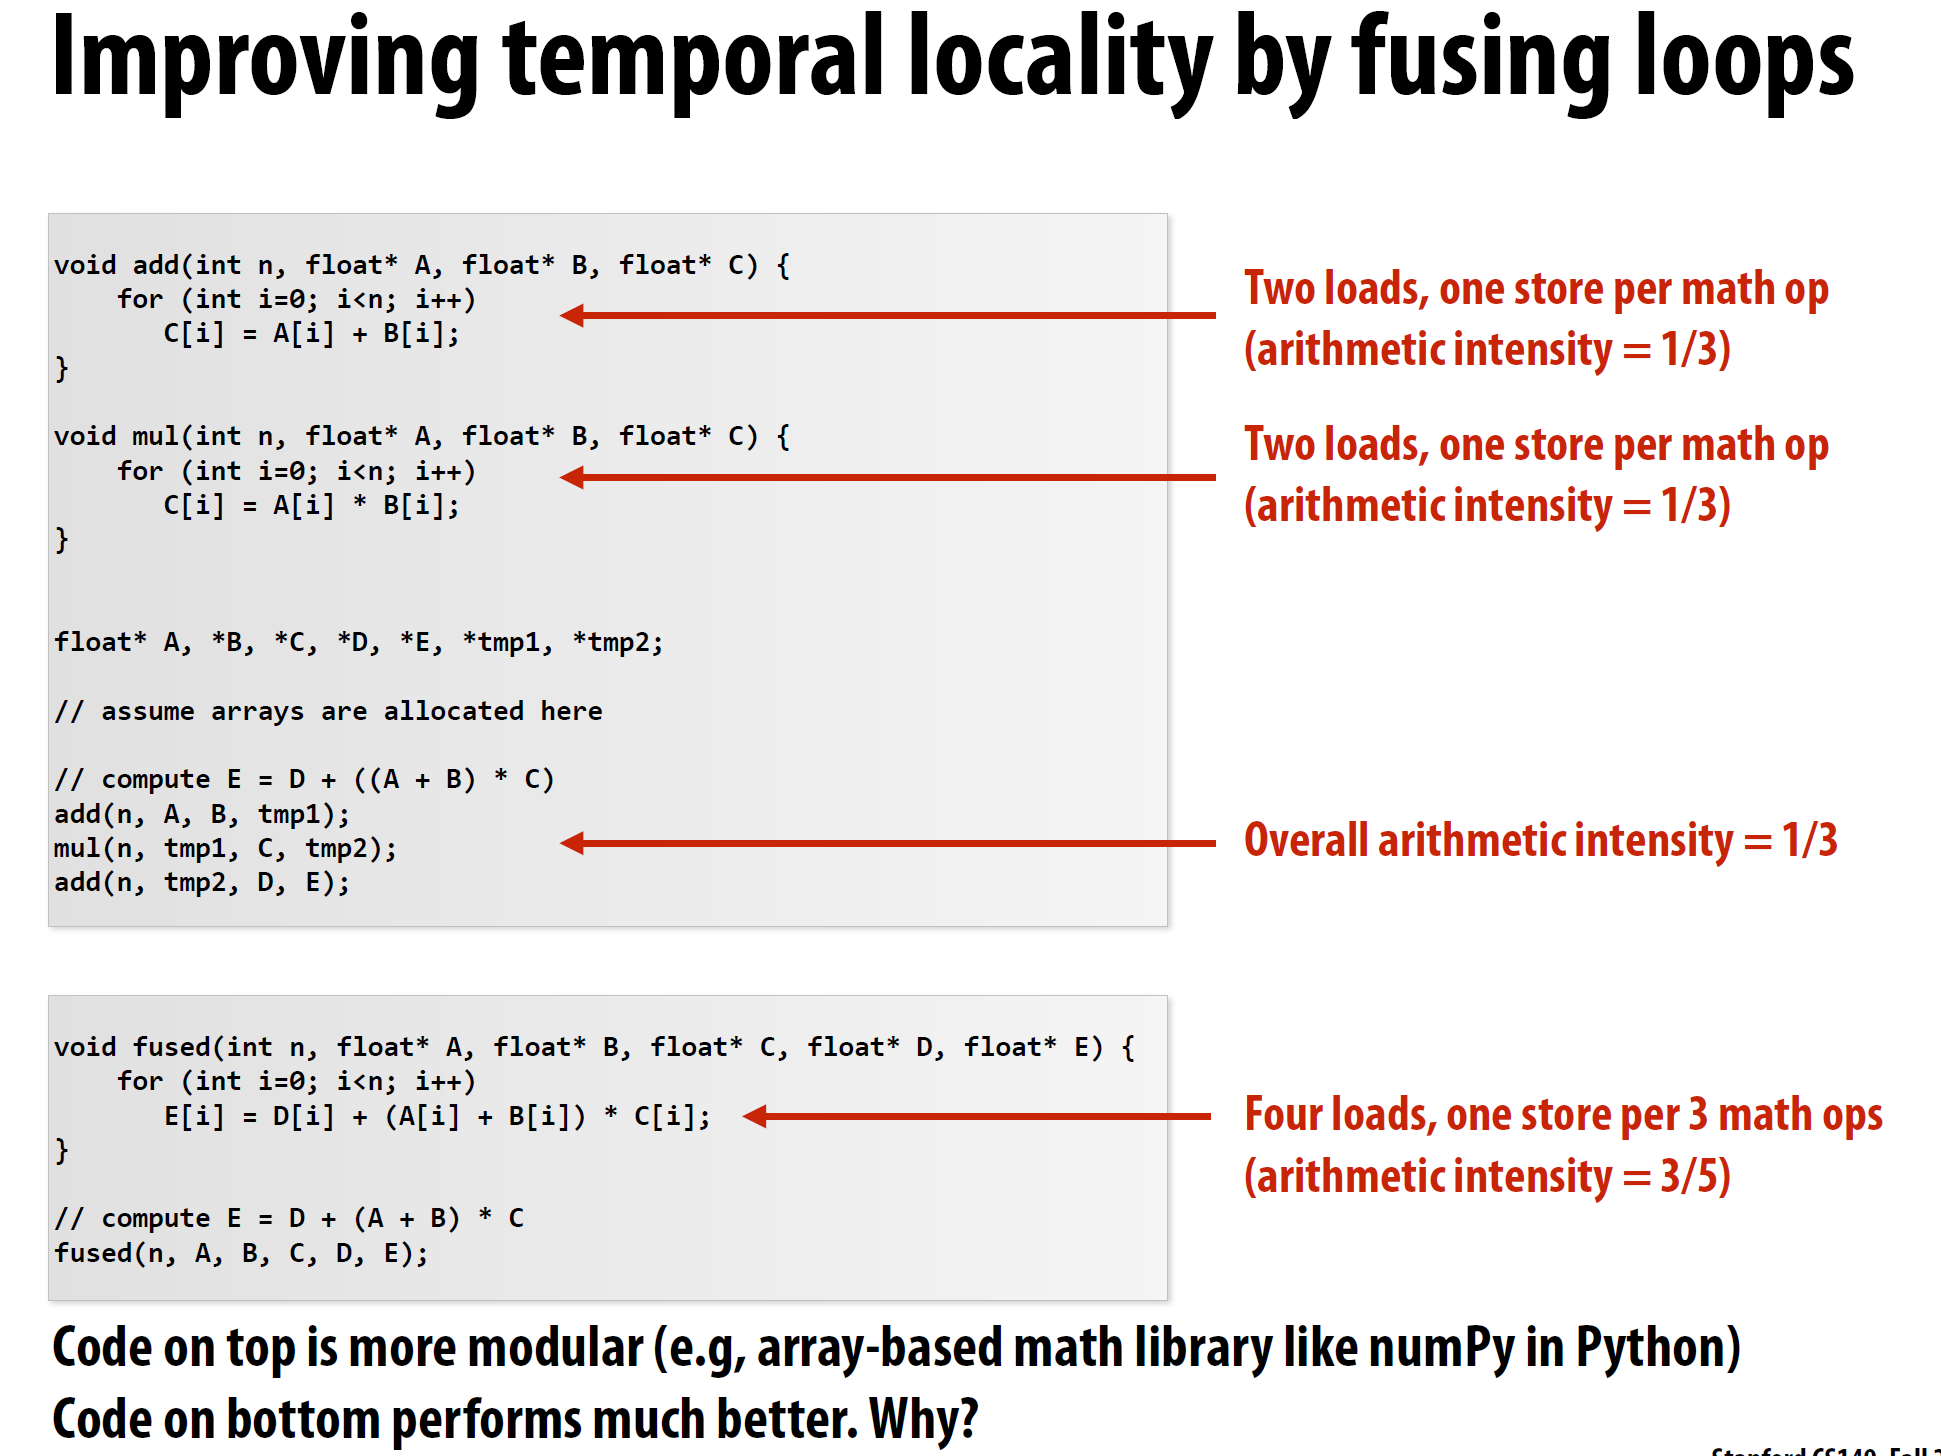 Improving temporal locality by fusing loops
void add(int n, float* A, float* B, float* C) {
for (int i=0; i<n; i++)
C[i] = A[i] + B[i];
}
Two loads, one store per math op
(arithmetic intensity = 1/3)
void mul(int n, float* A, float* B, float* C) {
for (int i=0; i<n; i++)
C[i] = A[i] * B[i];
}
Two loads, one store per math op
(arithmetic intensity = 1/3)
float* A, *B, *C, *D, *E, *tmp1, *tmp2;
// assume arrays are allocated here
// compute E = D + ((A + B) * C)
add(n, A, B, tmp1);
mul(n, tmp1, C, tmp2);
add(n, tmp2, D, E);
Overall arithmetic intensity = 1/3
void fused(int n, float* A, float* B, float* C, float* D, float* E) {
for (int i=0; i<n; i++)
E[i] = D[i] + (A[i] + B[i]) * C[i];
}
// compute E = D + (A + B) * C
fused(n, A, B, C, D, E);
Four loads, one store per 3 math ops
(arithmetic intensity = 3/5)
Code on top is more modular (e.g, array-based math library like numPy in Python)
Code on bottom performs much better. Why?